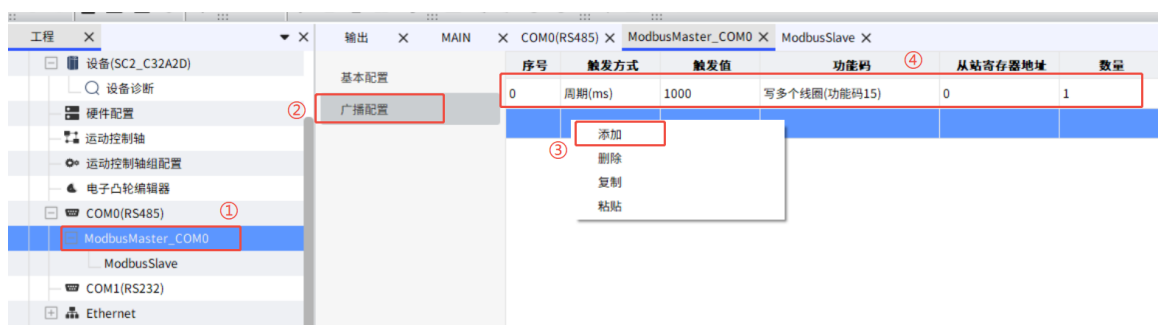 工程 × × 输出 × MAIN × COM0(RS485) × ModbusMaster_COM0 × ModbusSlave ×
设备(SC2_C32A2D)
设备诊断
硬件配置
运动控制轴
运动控制轴组配置
电子凸轮编辑器
COM0(RS485) ①
ModbusMaster_COM0
ModbusSlave
COM1(RS232)
Ethernet
基本配置
② 广播配置
序号 触发方式 触发值 功能码 ④ 从站寄存器地址 数量
0 周期(ms) 1000 写多个线圈(功能码15) 0 1
③ 添加
删除
复制
粘贴